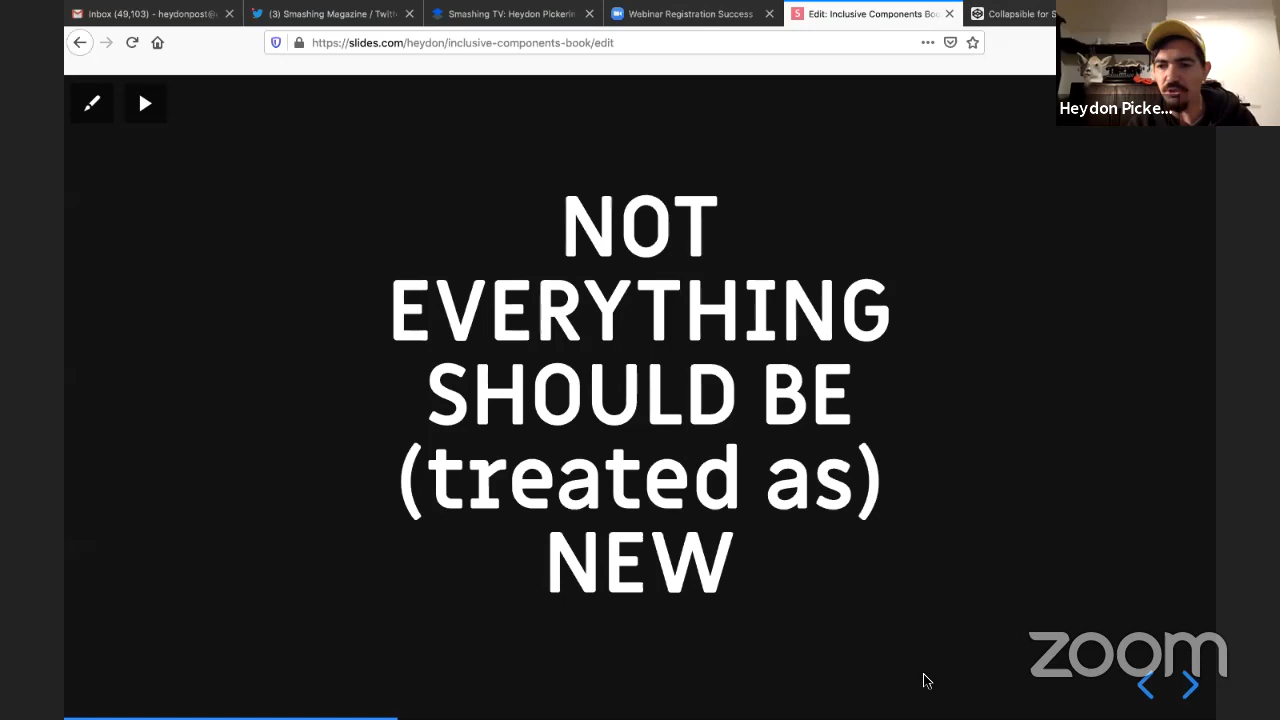 Inbox (49,103) - heydonpost@
(3) Smashing Magazine / Twitt
Smashing TV: Heydon Pickerin
Webinar Registration Success
Edit: Inclusive Components Boo
Collapsible for S
https://slides.com/heydon/inclusive-components-book/edit
Heydon Picke...
NOT
EVERYTHING
SHOULD BE
(treated as)
NEW
zoom